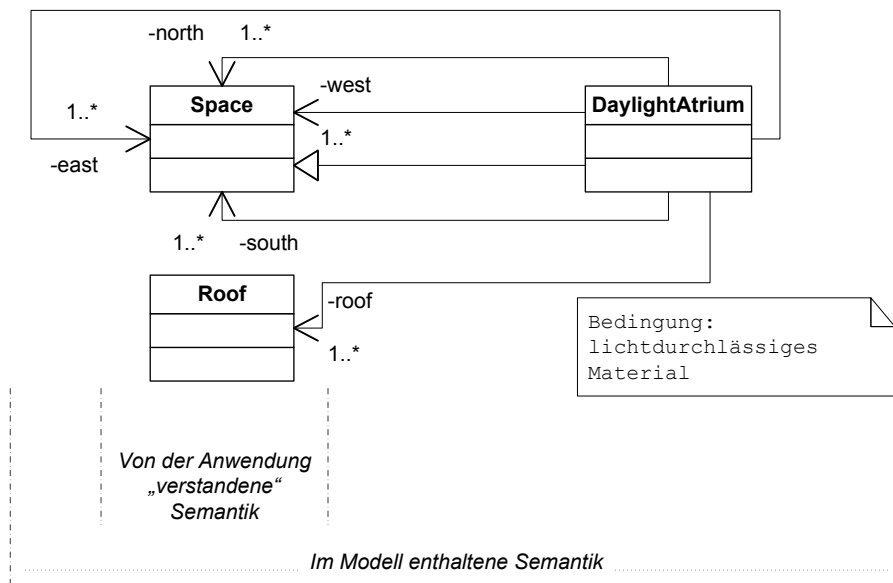 -north 1..*
Space
-west
DaylightAtrium
1..*
1..*
-east
1..* -south
Roof
-roof
1..*
Bedingung:
lichtdurchlässiges
Material
Von der Anwendung
„verstandene“
Semantik
Im Modell enthaltene Semantik